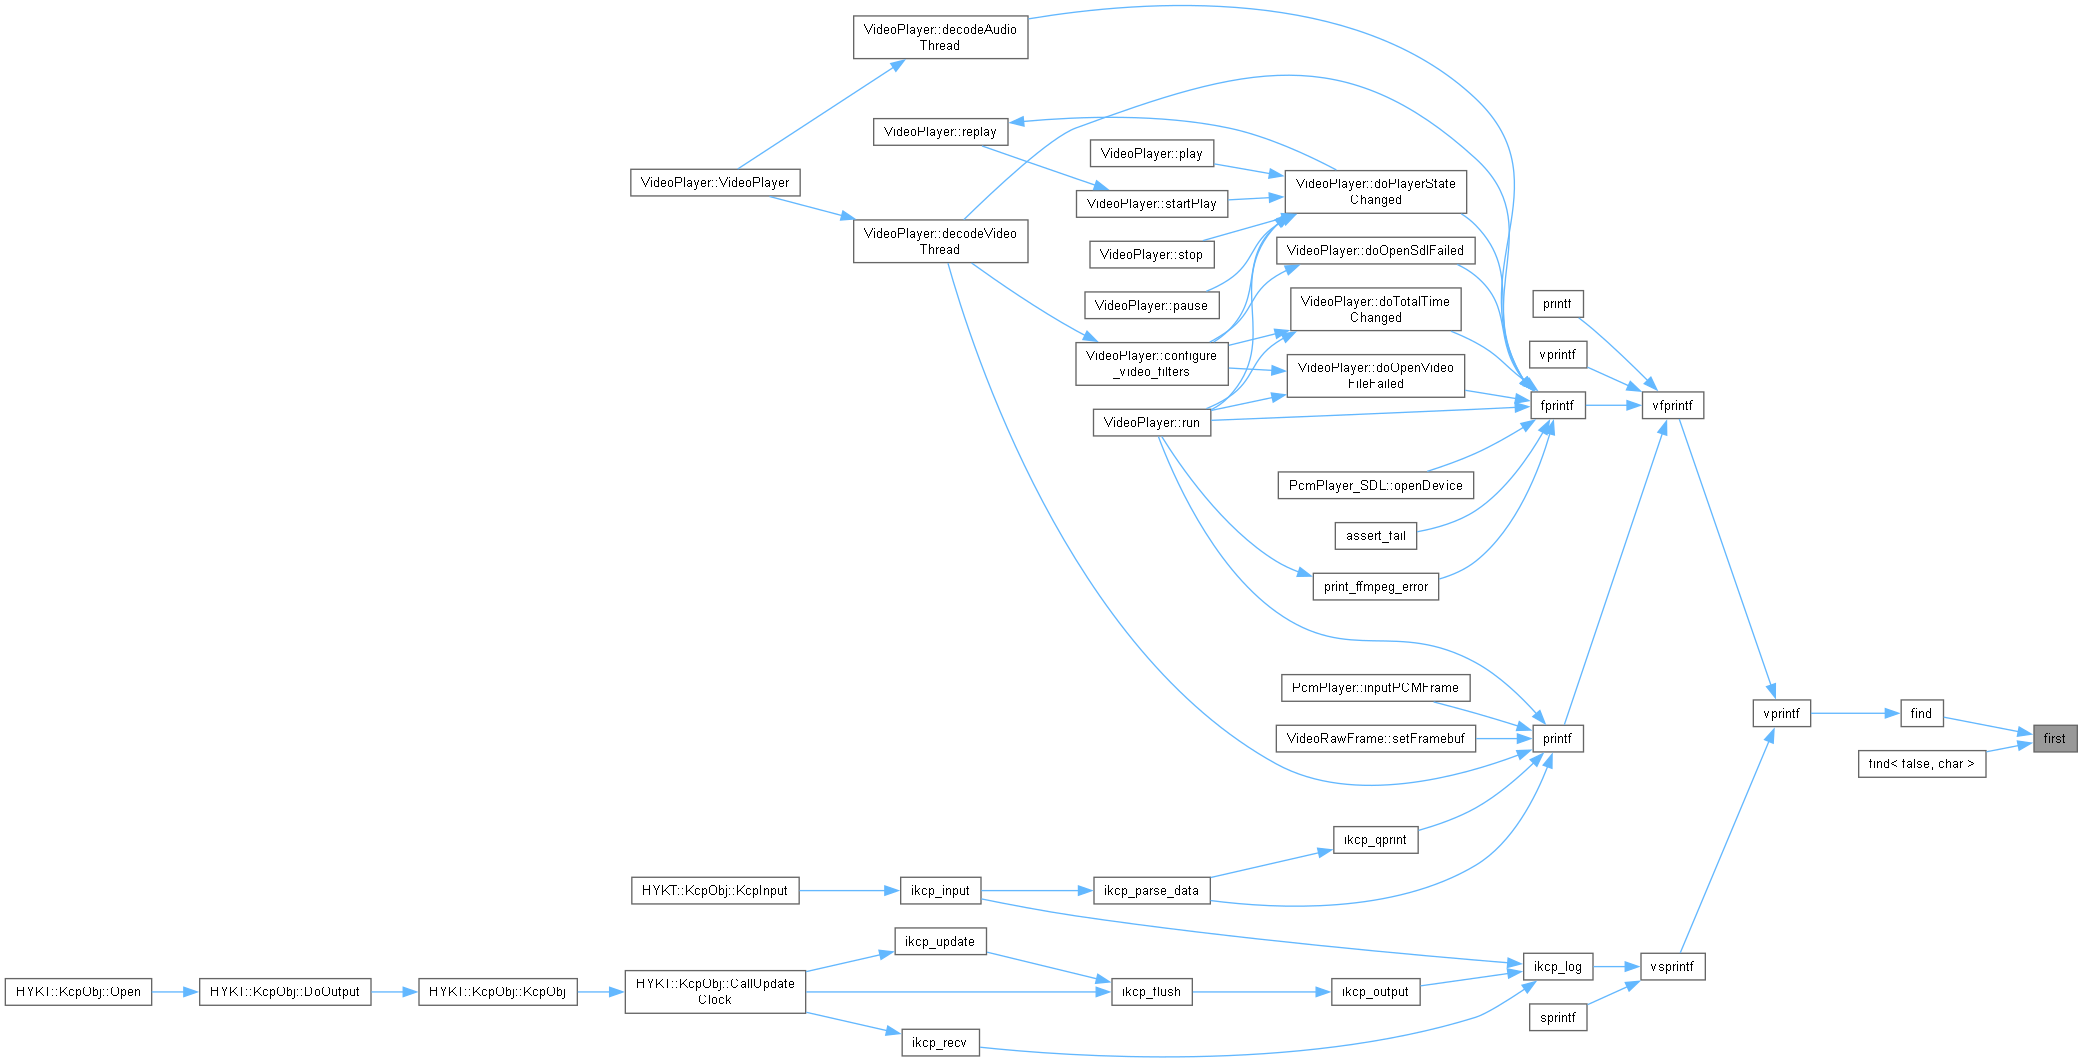 VideoPlayer::decodeAudio
Thread
VideoPlayer::replay
VideoPlayer::play
VideoPlayer::VideoPlayer
VideoPlayer::doPlayerState
Changed
VideoPlayer::startPlay
VideoPlayer::decodeVideo
Thread
VideoPlayer::stop
VideoPlayer::doOpenSdlFailed
VideoPlayer::pause
VideoPlayer::doTotalTime
Changed
printf
VideoPlayer::configure
_video_filters
vprintf
VideoPlayer::doOpenVideo
FileFailed
fprintf
vfprintf
VideoPlayer::run
PcmPlayer_SDL::openDevice
assert_fail
print_ffmpeg_error
PcmPlayer::inputPCMFrame
vprintf
find
VideoRawFrame::setFramebuf
printf
first
find< false, char >
ikcp_qprint
HYKT::KcpObj::KcpInput
ikcp_input
ikcp_parse_data
ikcp_update
ikcp_log
vsprintf
HYKT::KcpObj::Open
HYKT::KcpObj::DoOutput
HYKT::KcpObj::KcpObj
HYKT::KcpObj::CallUpdate
Clock
ikcp_flush
ikcp_output
sprintf
ikcp_recv